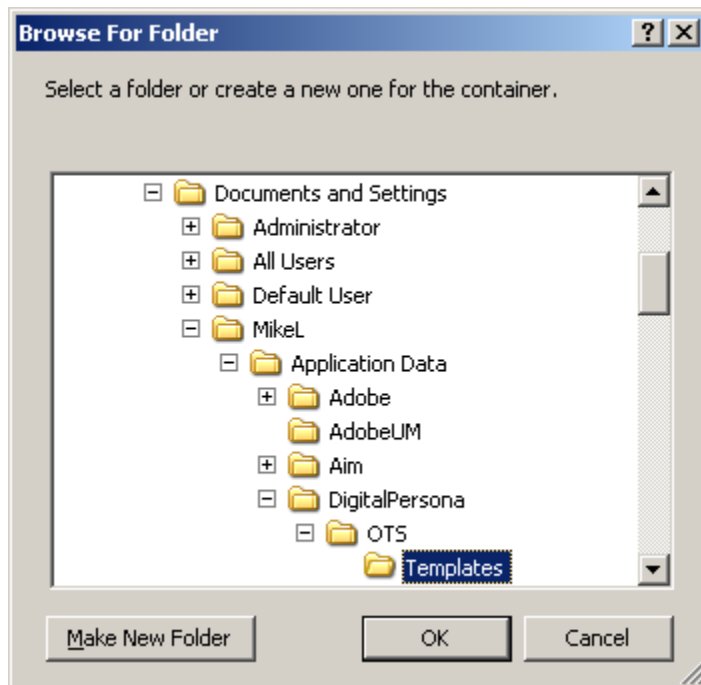 Browse For Folder
Select a folder or create a new one for the container.
Documents and Settings
Administrator
All Users
Default User
MikeL
Application Data
Adobe
AdobeUM
Aim
DigitalPersona
OTS
Templates
Make New Folder OK Cancel